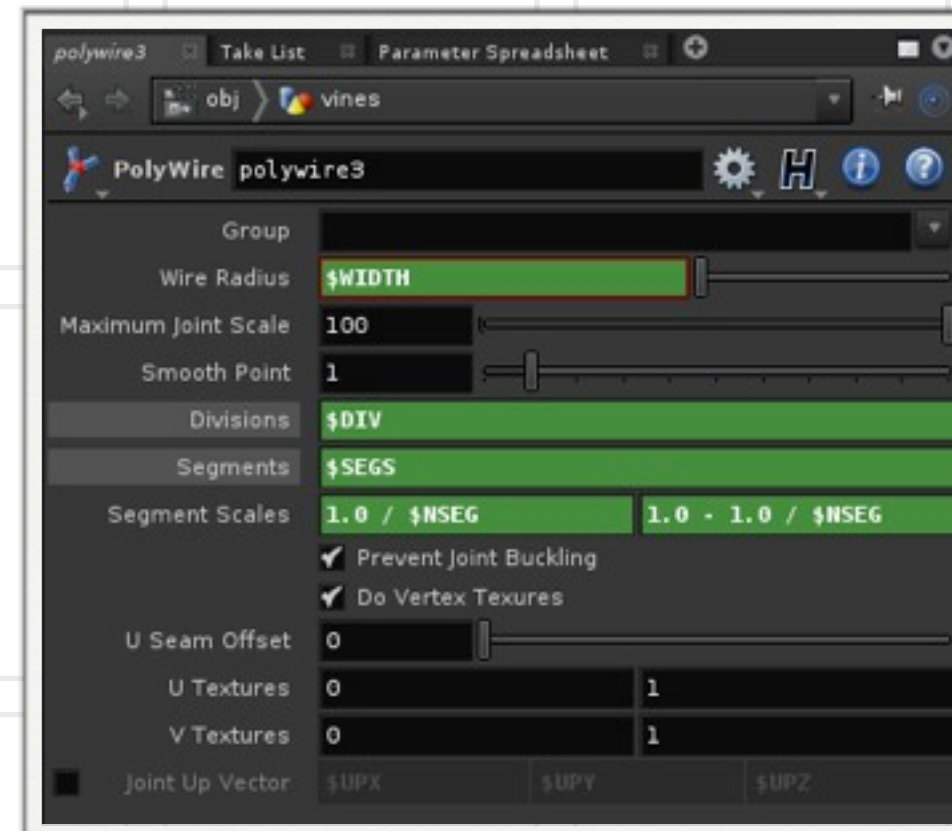 polywire3 Take List Parameter Spreadsheet
obj vines
PolyWire polywire3
Group
Wire Radius $WIDTH
Maximum Joint Scale 100
Smooth Point 1
Divisions $DIV
Segments $SEGS
Segment Scales 1.0 / $NSEG 1.0 - 1.0 / $NSEG
Prevent Joint Buckling
Do Vertex Texures
U Seam Offset 0
U Textures 0 1
V Textures 0 1
Joint Up Vector $UPX $UPY $UPZ